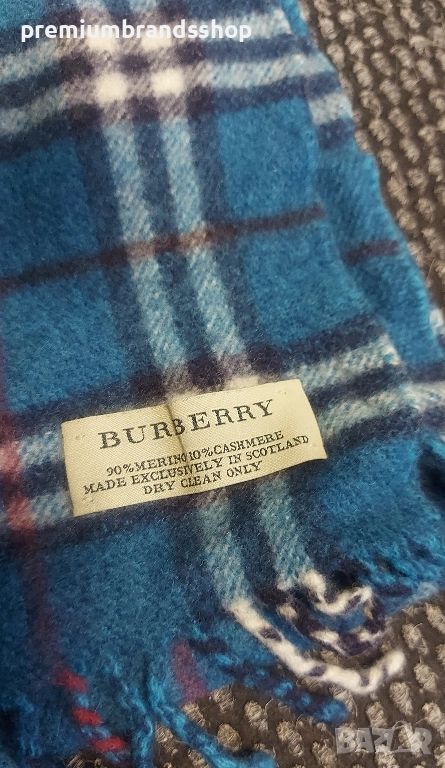 premiumbrandsshop
BURBERRY
90% MERINO 10% CASHMERE
MADE EXCLUSIVELY IN SCOTLAND
DRY CLEAN ONLY
BAZAR